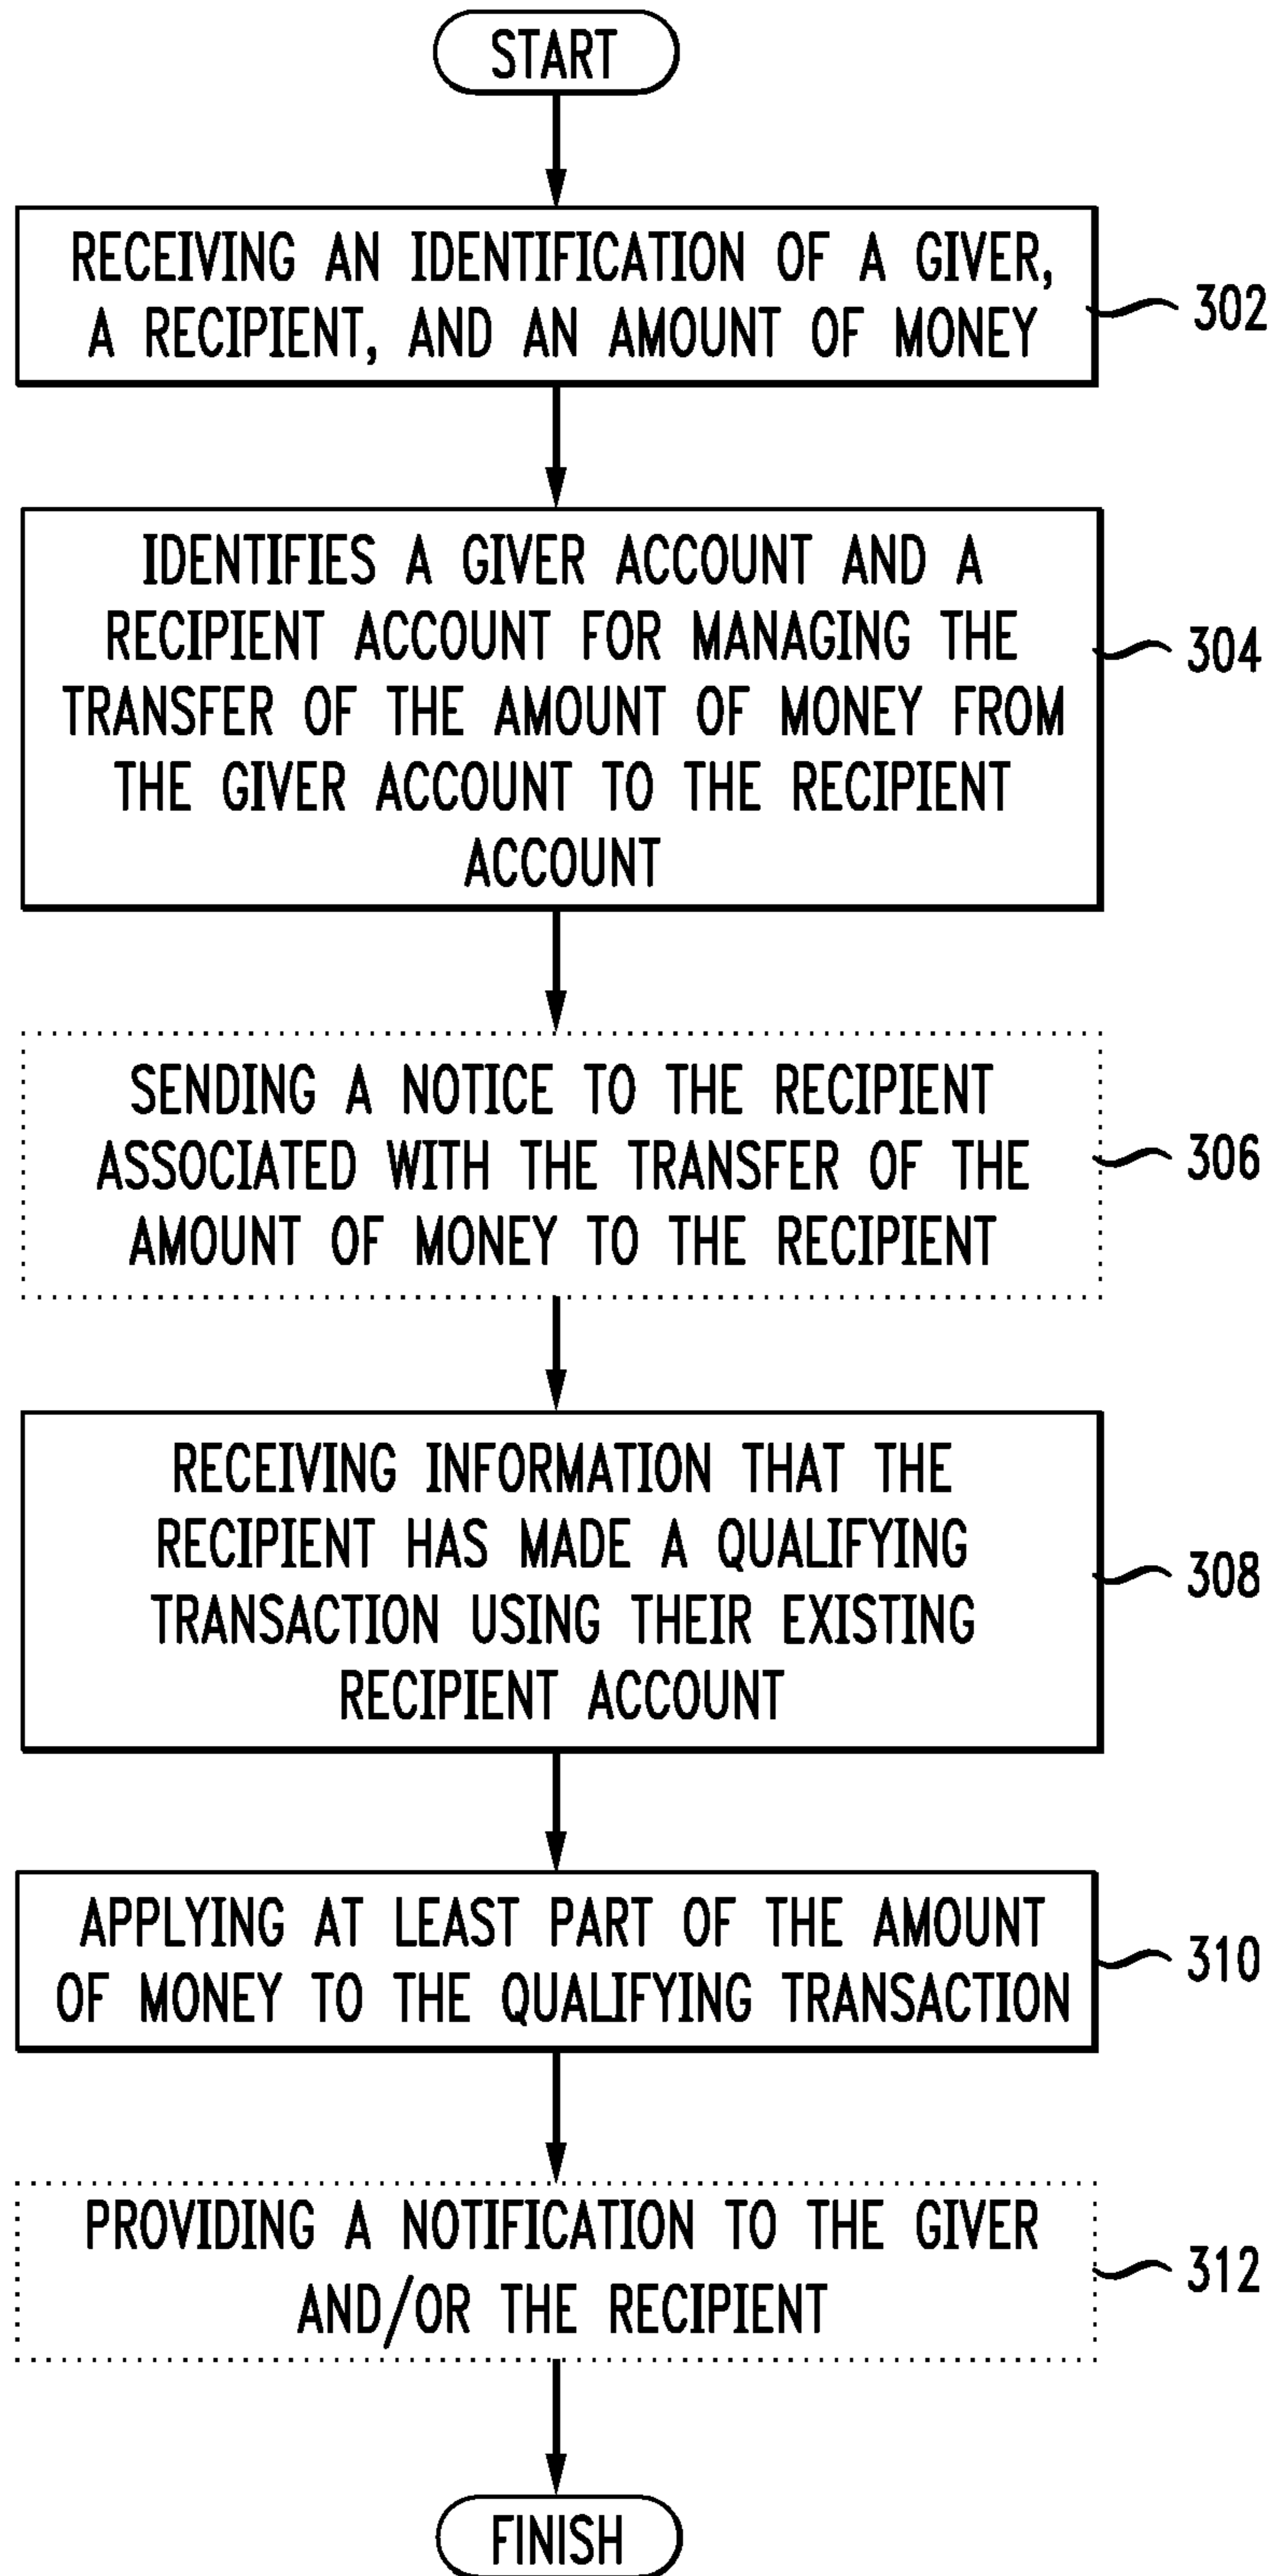 START
RECEIVING AN IDENTIFICATION OF A GIVER,
A RECIPIENT, AND AN AMOUNT OF MONEY
302
IDENTIFIES A GIVER ACCOUNT AND A
RECIPIENT ACCOUNT FOR MANAGING THE
TRANSFER OF THE AMOUNT OF MONEY FROM
THE GIVER ACCOUNT TO THE RECIPIENT
ACCOUNT
304
SENDING A NOTICE TO THE RECIPIENT
ASSOCIATED WITH THE TRANSFER OF THE
AMOUNT OF MONEY TO THE RECIPIENT
306
RECEIVING INFORMATION THAT THE
RECIPIENT HAS MADE A QUALIFYING
TRANSACTION USING THEIR EXISTING
RECIPIENT ACCOUNT
308
APPLYING AT LEAST PART OF THE AMOUNT
OF MONEY TO THE QUALIFYING TRANSACTION
310
PROVIDING A NOTIFICATION TO THE GIVER
AND/OR THE RECIPIENT
312
FINISH